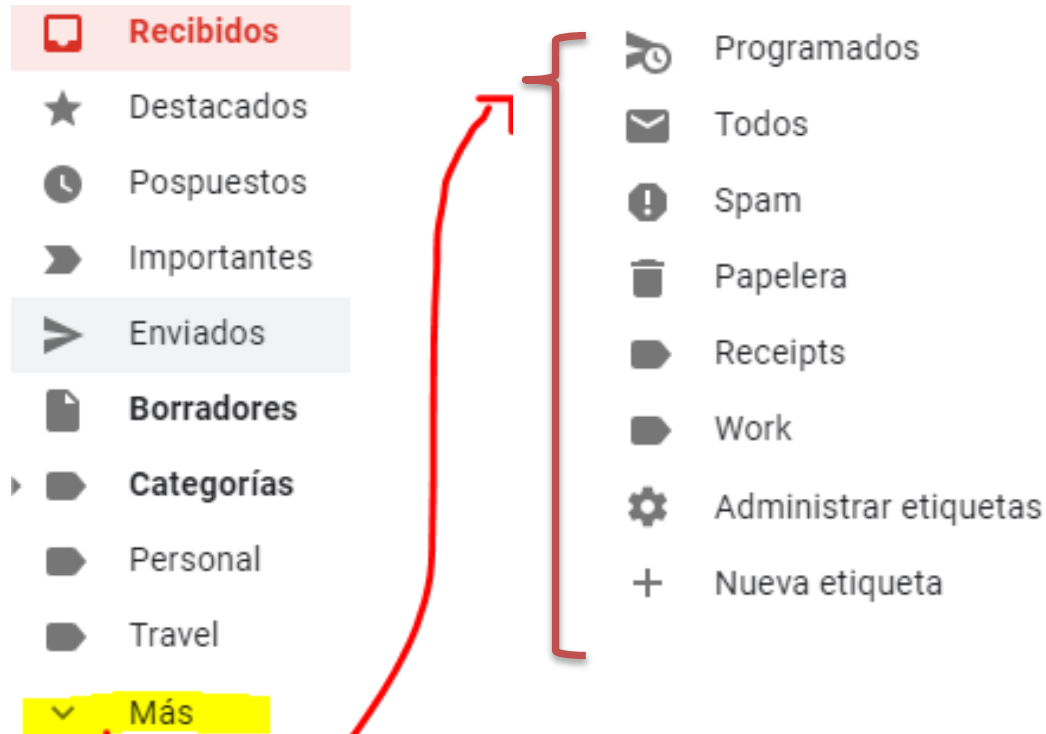 Recibidos
Destacados
Pospuestos
Importantes
Enviados
Borradores
Categorías
Personal
Travel
Más
Programados
Todos
Spam
Papelera
Receipts
Work
Administrar etiquetas
Nueva etiqueta